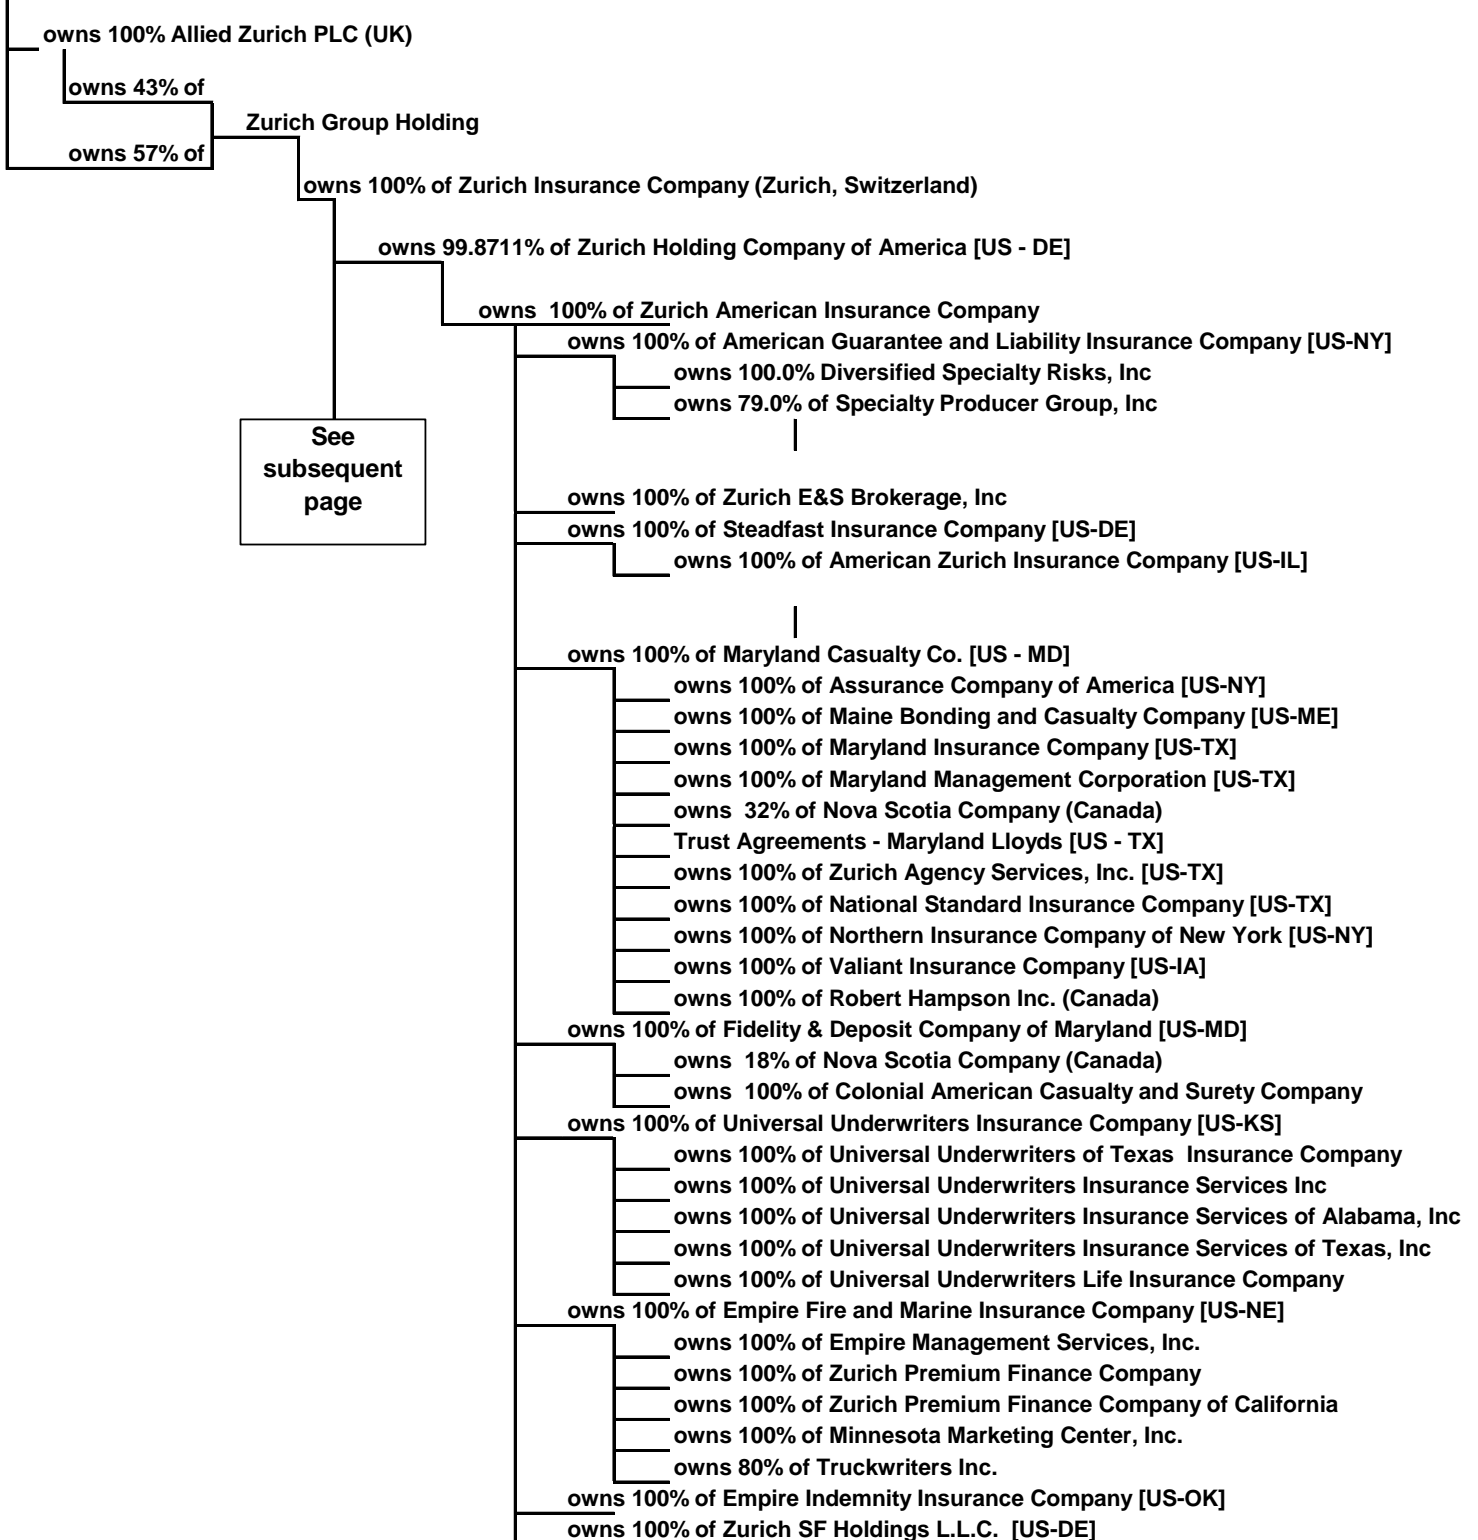 owns 100% Allied Zurich PLC (UK)
owns 43% of
Zurich Group Holding
owns 57% of
owns 100% of Zurich Insurance Company (Zurich, Switzerland)
owns 99.8711% of Zurich Holding Company of America [US - DE]
owns  100% of Zurich American Insurance Company
owns 100% of American Guarantee and Liability Insurance Company [US-NY]
owns 100.0% Diversified Specialty Risks, Inc
owns 79.0% of Specialty Producer Group, Inc
See
subsequent
page
owns 100% of Zurich E&S Brokerage, Inc
owns 100% of Steadfast Insurance Company [US-DE]
owns 100% of American Zurich Insurance Company [US-IL]
owns 100% of Maryland Casualty Co. [US - MD]
owns 100% of Assurance Company of America [US-NY]
owns 100% of Maine Bonding and Casualty Company [US-ME]
owns 100% of Maryland Insurance Company [US-TX]
owns 100% of Maryland Management Corporation [US-TX]
owns  32% of Nova Scotia Company (Canada)
Trust Agreements - Maryland Lloyds [US - TX]
owns 100% of Zurich Agency Services, Inc. [US-TX]
owns 100% of National Standard Insurance Company [US-TX]
owns 100% of Northern Insurance Company of New York [US-NY]
owns 100% of Valiant Insurance Company [US-IA]
owns 100% of Robert Hampson Inc. (Canada)
owns 100% of Fidelity & Deposit Company of Maryland [US-MD]
owns  18% of Nova Scotia Company (Canada)
owns  100% of Colonial American Casualty and Surety Company
owns 100% of Universal Underwriters Insurance Company [US-KS]
owns 100% of Universal Underwriters of Texas  Insurance Company
owns 100% of Universal Underwriters Insurance Services Inc
owns 100% of Universal Underwriters Insurance Services of Alabama, Inc
owns 100% of Universal Underwriters Insurance Services of Texas, Inc
owns 100% of Universal Underwriters Life Insurance Company
owns 100% of Empire Fire and Marine Insurance Company [US-NE]
owns 100% of Empire Management Services, Inc.
owns 100% of Zurich Premium Finance Company
owns 100% of Zurich Premium Finance Company of California
owns 100% of Minnesota Marketing Center, Inc.
owns 80% of Truckwriters Inc.
owns 100% of Empire Indemnity Insurance Company [US-OK]
owns 100% of Zurich SF Holdings L.L.C.  [US-DE]